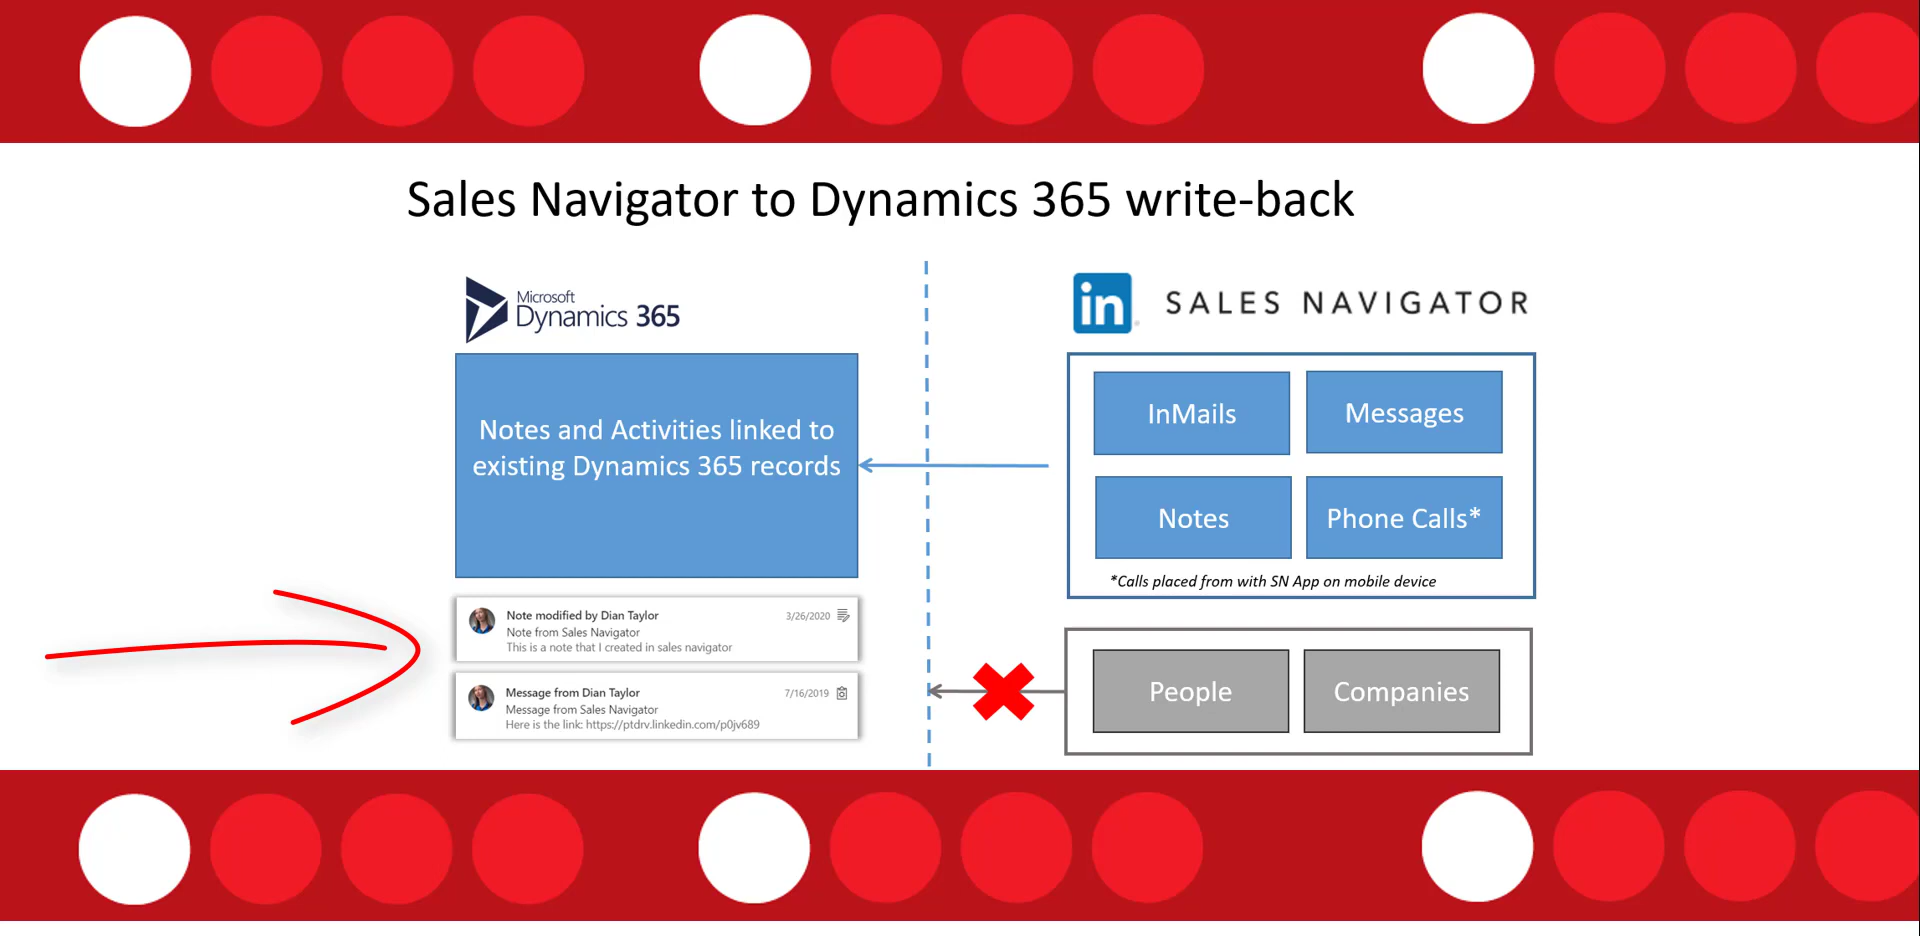 Sales Navigator to Dynamics 365 write-back
Microsoft
Dynamics 365
in
SALES NAVIGATOR
Notes and Activities linked to
existing Dynamics 365 records
InMails
Messages
Notes
Phone Calls*
*Calls placed from with SN App on mobile device
Note modified by Dian Taylor
3/26/2020
Note from Sales Navigator
This is a note that I created in sales navigator
Message from Dian Taylor
7/16/2019
Message from Sales Navigator
Here is the link: https://ptdrv.linkedin.com/p0jv689
People
Companies